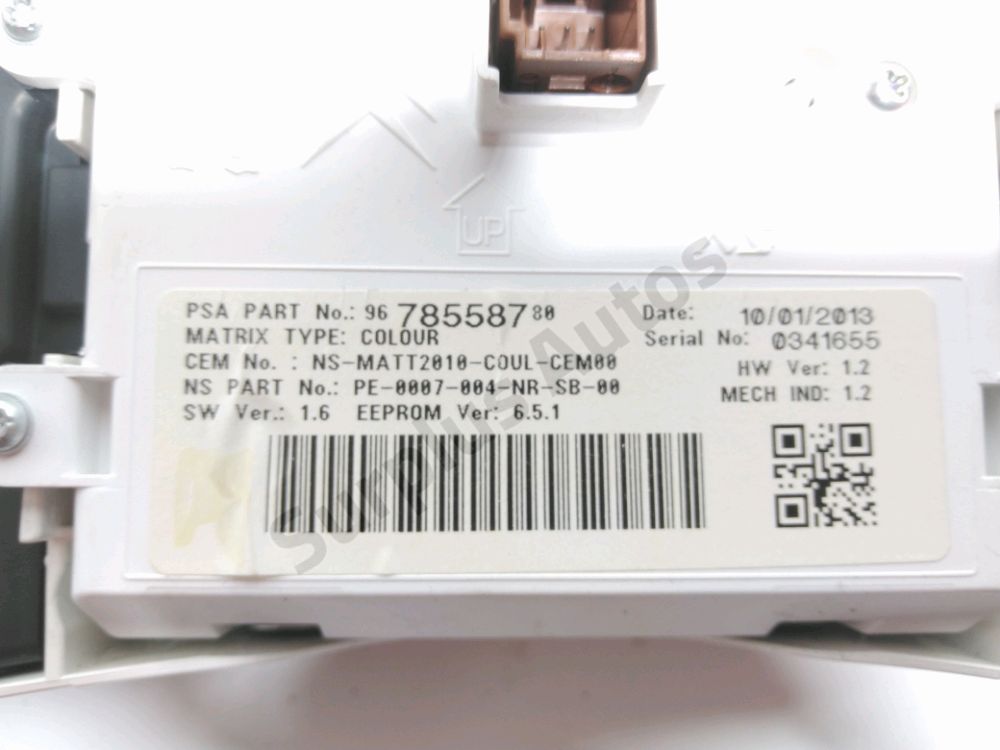 UP
PSA PART No.: 96 785587 80
Date: 10/01/2013
MATRIX TYPE: COLOUR
Serial No: 0341655
CEM No. : NS-MATT2010-COUL-CEM00
HW Ver: 1.2
NS PART No.: PE-0007-004-NR-SB-00
MECH IND: 1.2
SW Ver.: 1.6 EEPROM Ver: 6.5.1
Surplus Autos